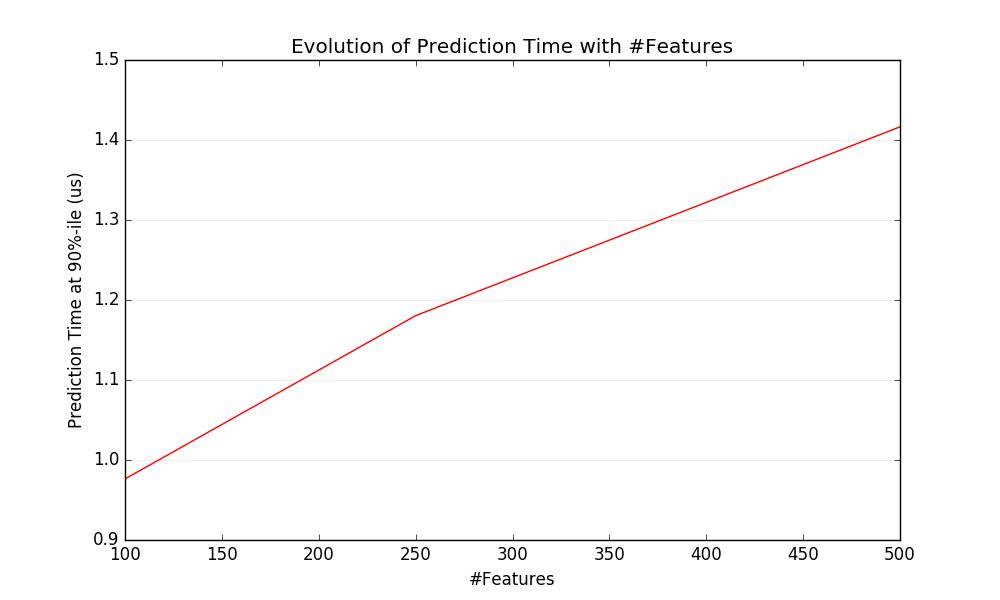 Evolution of Prediction Time with #Features
1.5
1.4
1.3
1.2
1.1
1.0
0.9
Prediction Time at 90%-ile (us)
100 150 200 250 300 350 400 450 500
#Features